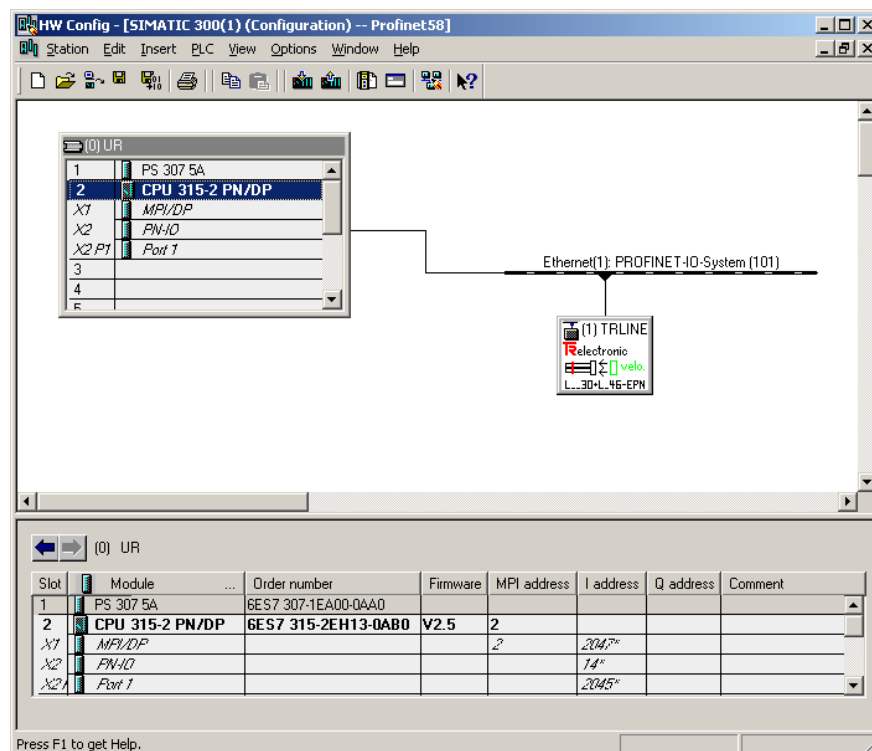 HW Config - [SIMATIC 300(1) (Configuration) -- Profinet58]
Station Edit Insert PLC View Options Window Help
(0) UR
1 PS 307 5A
2 CPU 315-2 PN/DP
X1 MPI/DP
X2 PN-IO
X2 P1 Port 1
3
4
5
Ethernet(1): PROFINET-IO-System (101)
(1) TRLINE
TRelectronic
velo.
L__30+L_46-EPN
(0) UR
Slot Module ... Order number Firmware MPI address I address Q address Comment
1 PS 307 5A 6ES7 307-1EA00-0AA0
2 CPU 315-2 PN/DP 6ES7 315-2EH13-0AB0 V2.5 2
X1 MPI/DP 2 2047*
X2 PN-IO 14*
X2 Port 1 2045*
Press F1 to get Help.